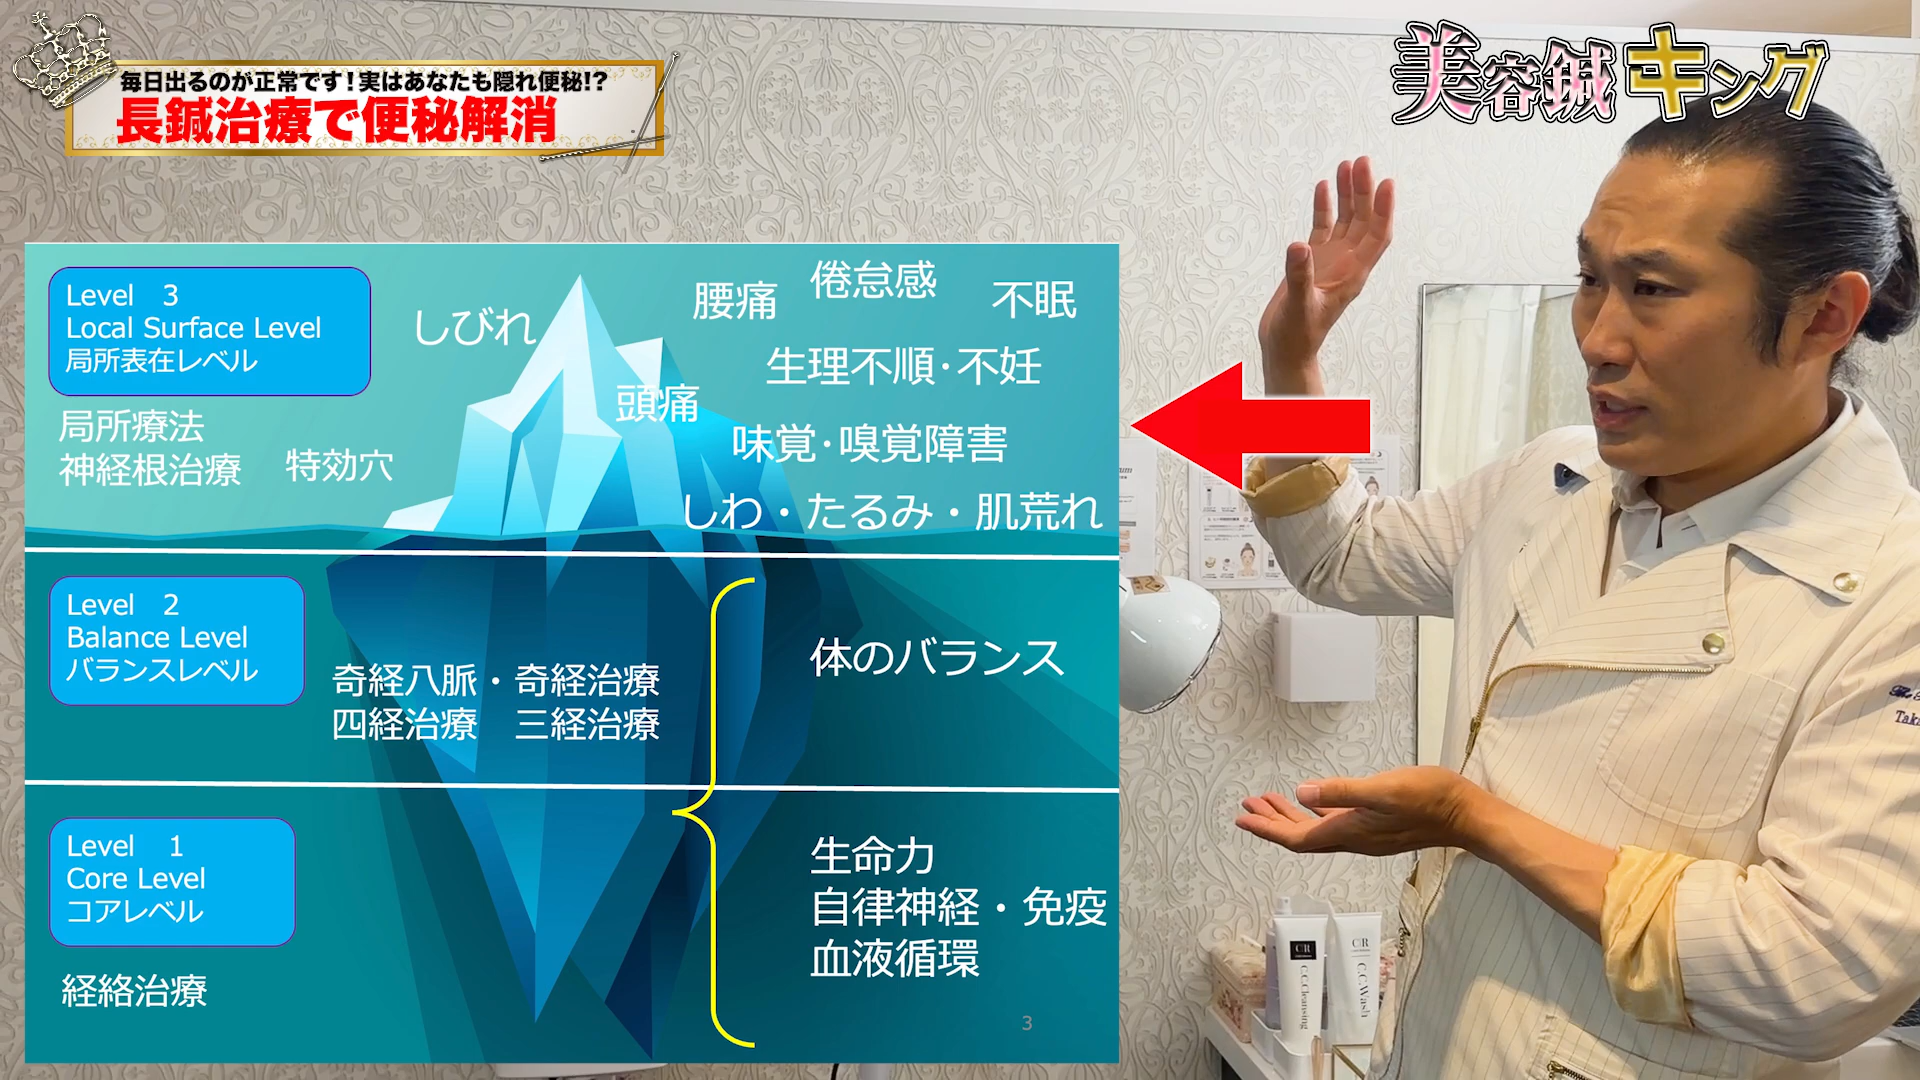 毎日出るのが正常です！実はあなたも隠れ便秘!?
長鍼治療で便秘解消
美容鍼キング
Level 3
Local Surface Level
局所表在レベル
局所療法
神経根治療
特効穴
しびれ
頭痛
腰痛
倦怠感
不眠
生理不順・不妊
味覚・嗅覚障害
しわ・たるみ・肌荒れ
Level 2
Balance Level
バランスレベル
奇経八脈・奇経治療
四経治療 三経治療
体のバランス
Level 1
Core Level
コアレベル
経絡治療
生命力
自律神経・免疫
血液循環
3
CR
C.C.Cleansing
CR
C.C.Wash